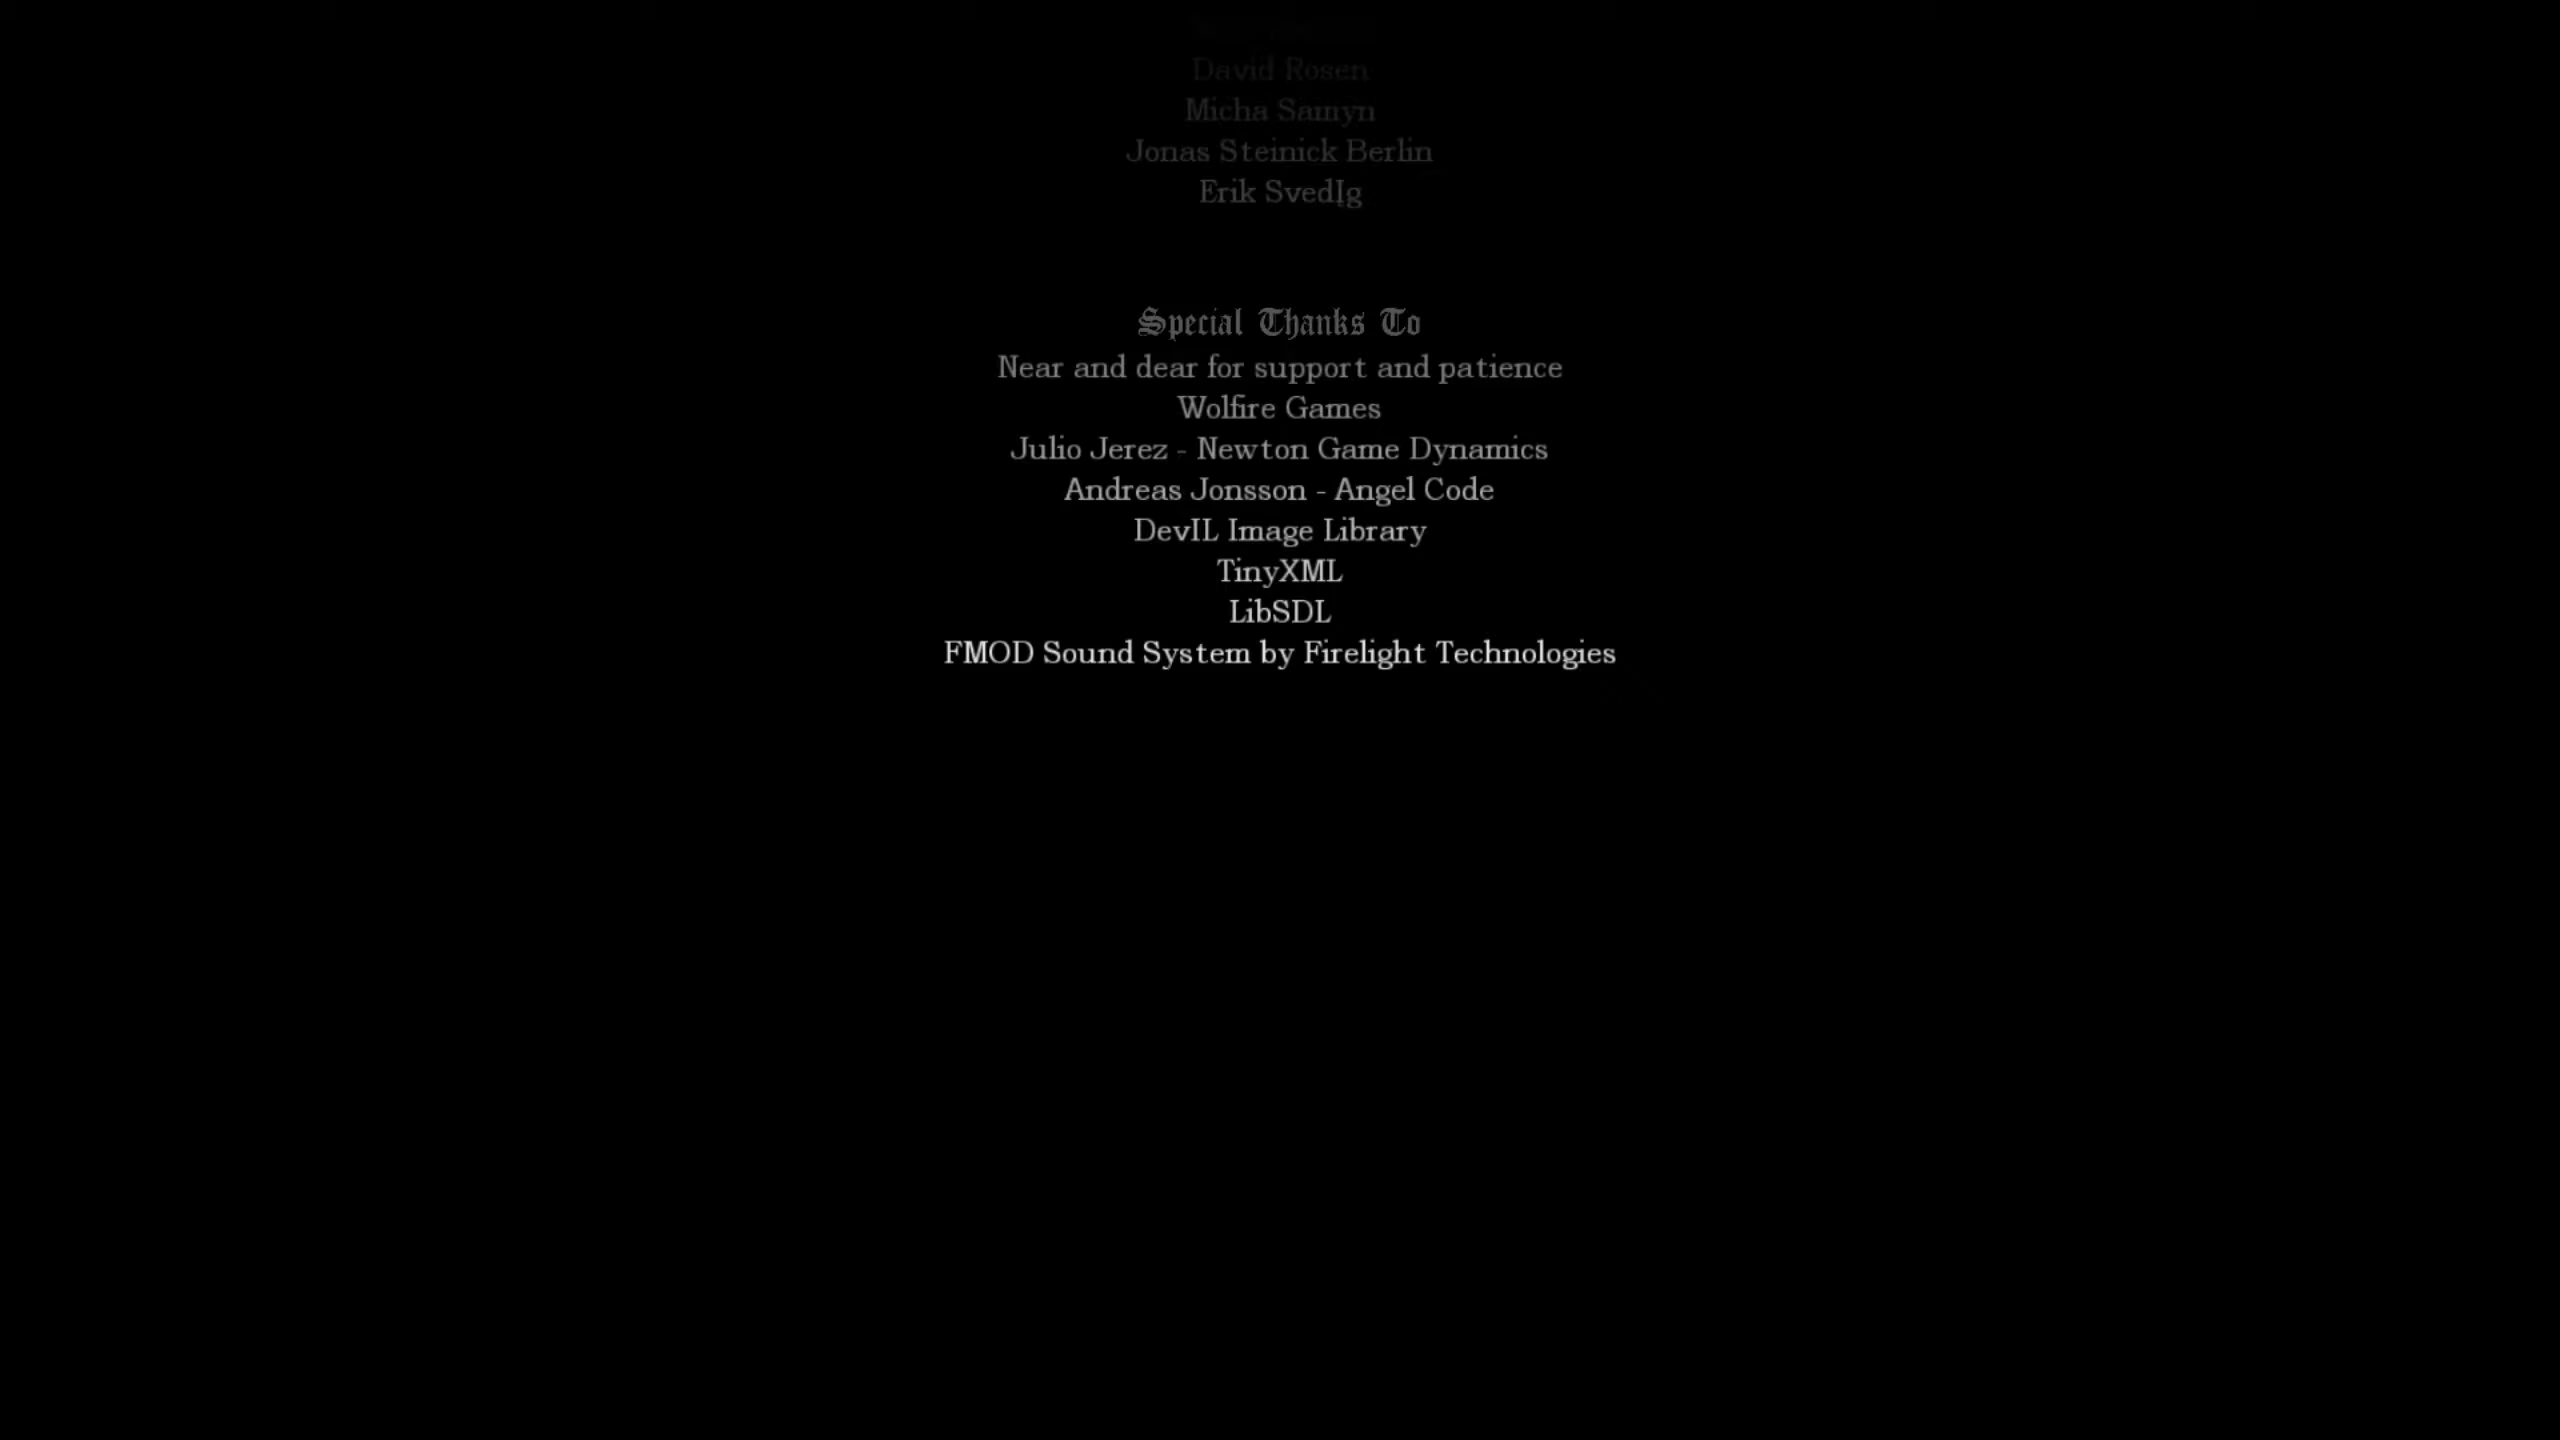 David Rosen
Micha Samyn
Jonas Steinick Berlin
Erik SvedĮg
Special Thanks To
Near and dear for support and patience
Wolfire Games
Julio Jerez - Newton Game Dynamics
Andreas Jonsson - Angel Code
DevIL Image Library
TinyXML
LibSDL
FMOD Sound System by Firelight Technologies